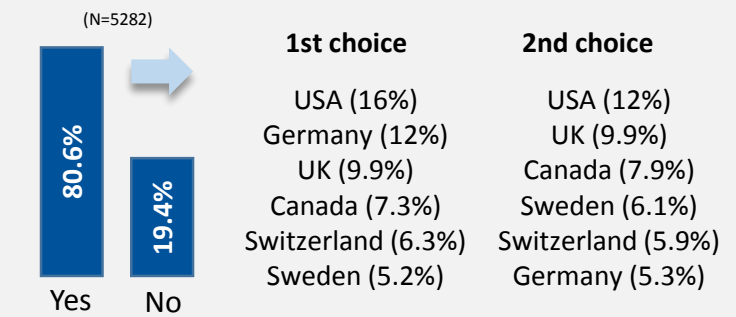 (N=5282)
80.6%
19.4%
Yes No
1st choice
USA (16%)
Germany (12%)
UK (9.9%)
Canada (7.3%)
Switzerland (6.3%)
Sweden (5.2%)
2nd choice
USA (12%)
UK (9.9%)
Canada (7.9%)
Sweden (6.1%)
Switzerland (5.9%)
Germany (5.3%)